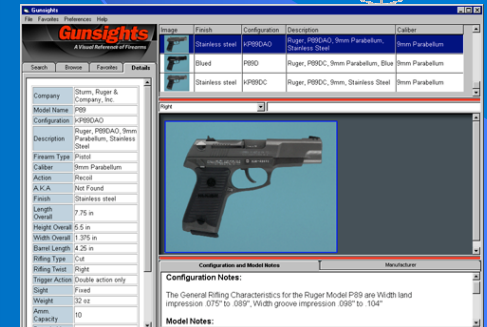 Gunsights
File Favorites Preferences Help
Gunsights
A Visual Reference of Firearms
Search Browse Favorites Details
Company Sturm, Ruger & Company, Inc.
Model Name P89
Configuration KP89DAO
Description Ruger, P89DAO, 9mm Parabellum, Stainless Steel
Firearm Type Pistol
Caliber 9mm Parabellum
Action Recoil
A.K.A. Not Found
Finish Stainless steel
Length Overall 7.75 in
Height Overall 5.5 in
Width Overall 1.375 in
Barrel Length 4.25 in
Rifling Type Cut
Rifling Twist Right
Trigger Action Double action only
Sight Fixed
Weight 32 oz
Amm. Capacity 10
Image Finish Configuration Description Caliber
Stainless steel KP89DAO Ruger, P89DAO, 9mm Parabellum, Stainless Steel 9mm Parabellum
Blued P89D Ruger, P89DC, 9mm Parabellum, Blue 9mm Parabellum
Stainless steel KP89DC Ruger, P89DC, 9mm, Stainless Steel 9mm Parabellum
Right
Configuration and Model Notes Manufacturer
Configuration Notes:
The General Rifling Characteristics for the Ruger Model P89 are Width land
impression .075" to .089", Width groove impression .098" to .104"
Model Notes: